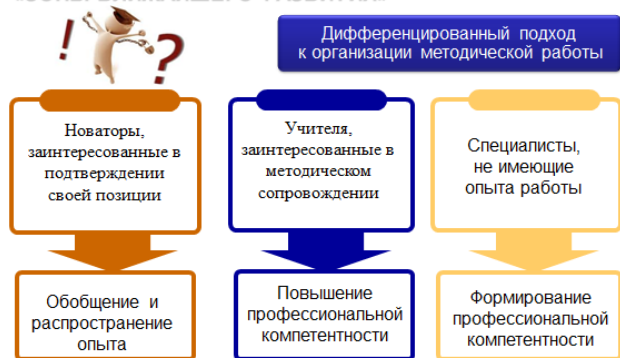 Дифференцированный подход
к организации методической работы
Новаторы,
заинтересованные в
подтверждении
своей позиции
Учителя,
заинтересованные в
методическом
сопровождении
Специалисты,
не имеющие
опыта работы
Обобщение и
распространение
опыта
Повышение
профессиональной
компетентности
Формирование
профессиональной
компетентности